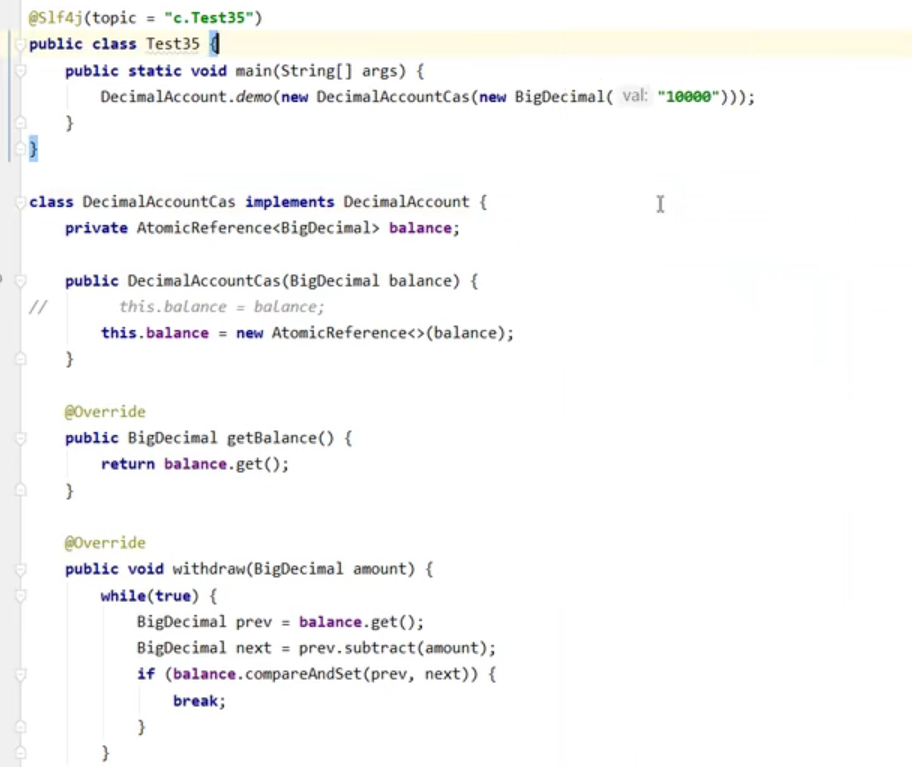 @Slf4j(topic = "c.Test35")
public class Test35 {
    public static void main(String[] args) {
        DecimalAccount.demo(new DecimalAccountCas(new BigDecimal( val: "10000")));
    }
}
class DecimalAccountCas implements DecimalAccount {
    private AtomicReference<BigDecimal> balance;
    public DecimalAccountCas(BigDecimal balance) {
//        this.balance = balance;
        this.balance = new AtomicReference<>(balance);
    }
    @Override
    public BigDecimal getBalance() {
        return balance.get();
    }
    @Override
    public void withdraw(BigDecimal amount) {
        while(true) {
            BigDecimal prev = balance.get();
            BigDecimal next = prev.subtract(amount);
            if (balance.compareAndSet(prev, next)) {
                break;
            }
        }